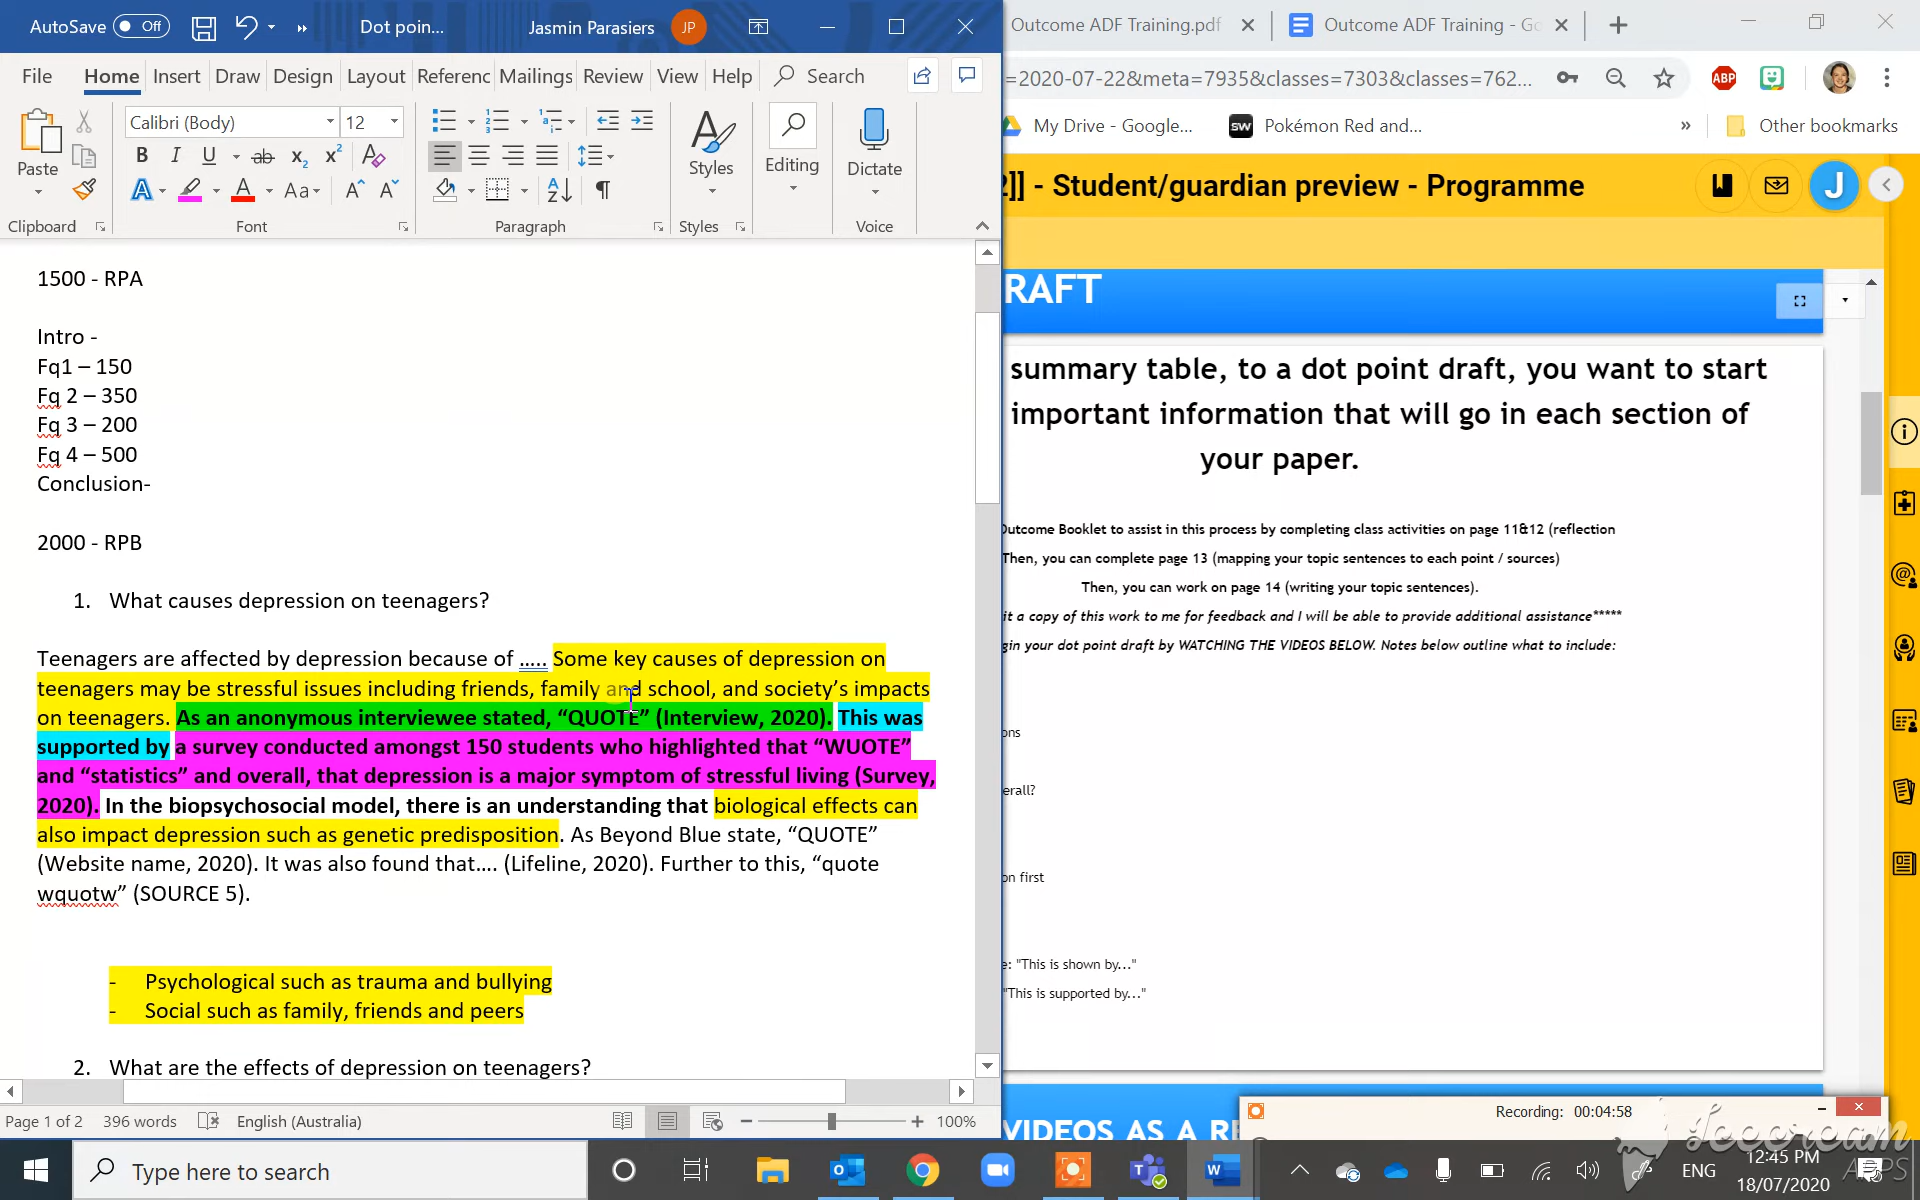 AutoSave Off Dot poin... Jasmin Parasiers JP
File Home Insert Draw Design Layout Referenc Mailings Review View Help Search
Calibri (Body) 12
Paste Styles Editing Dictate
Clipboard Font Paragraph Styles Voice
1500 - RPA
Intro -
Fq1 – 150
Fq 2 – 350
Fq 3 – 200
Fq 4 – 500
Conclusion-
2000 - RPB
1. What causes depression on teenagers?
Teenagers are affected by depression because of ..... Some key causes of depression on
teenagers may be stressful issues including friends, family and school, and society’s impacts
on teenagers. As an anonymous interviewee stated, “QUOTE” (Interview, 2020). This was
supported by a survey conducted amongst 150 students who highlighted that “WUOTE”
and “statistics” and overall, that depression is a major symptom of stressful living (Survey,
2020). In the biopsychosocial model, there is an understanding that biological effects can
also impact depression such as genetic predisposition. As Beyond Blue state, “QUOTE”
(Website name, 2020). It was also found that.... (Lifeline, 2020). Further to this, “quote
wquotw” (SOURCE 5).
- Psychological such as trauma and bullying
- Social such as family, friends and peers
2. What are the effects of depression on teenagers?
Page 1 of 2 396 words English (Australia) 100%
Outcome ADF Training.pdf Outcome ADF Training - Go
=2020-07-22&meta=7935&classes=7303&classes=762... ABP
My Drive - Google... SW Pokémon Red and... » Other bookmarks
2]] - Student/guardian preview - Programme J
RAFT
summary table, to a dot point draft, you want to start
important information that will go in each section of
your paper.
Outcome Booklet to assist in this process by completing class activities on page 11&12 (reflection
Then, you can complete page 13 (mapping your topic sentences to each point / sources)
Then, you can work on page 14 (writing your topic sentences).
it a copy of this work to me for feedback and I will be able to provide additional assistance*****
gin your dot point draft by WATCHING THE VIDEOS BELOW. Notes below outline what to include:
ons
erall?
on first
e: "This is shown by..."
"This is supported by..."
VIDEOS AS A RE
Recording: 00:04:58
Icecream
APPS
Type here to search
ENG 12:45 PM
18/07/2020